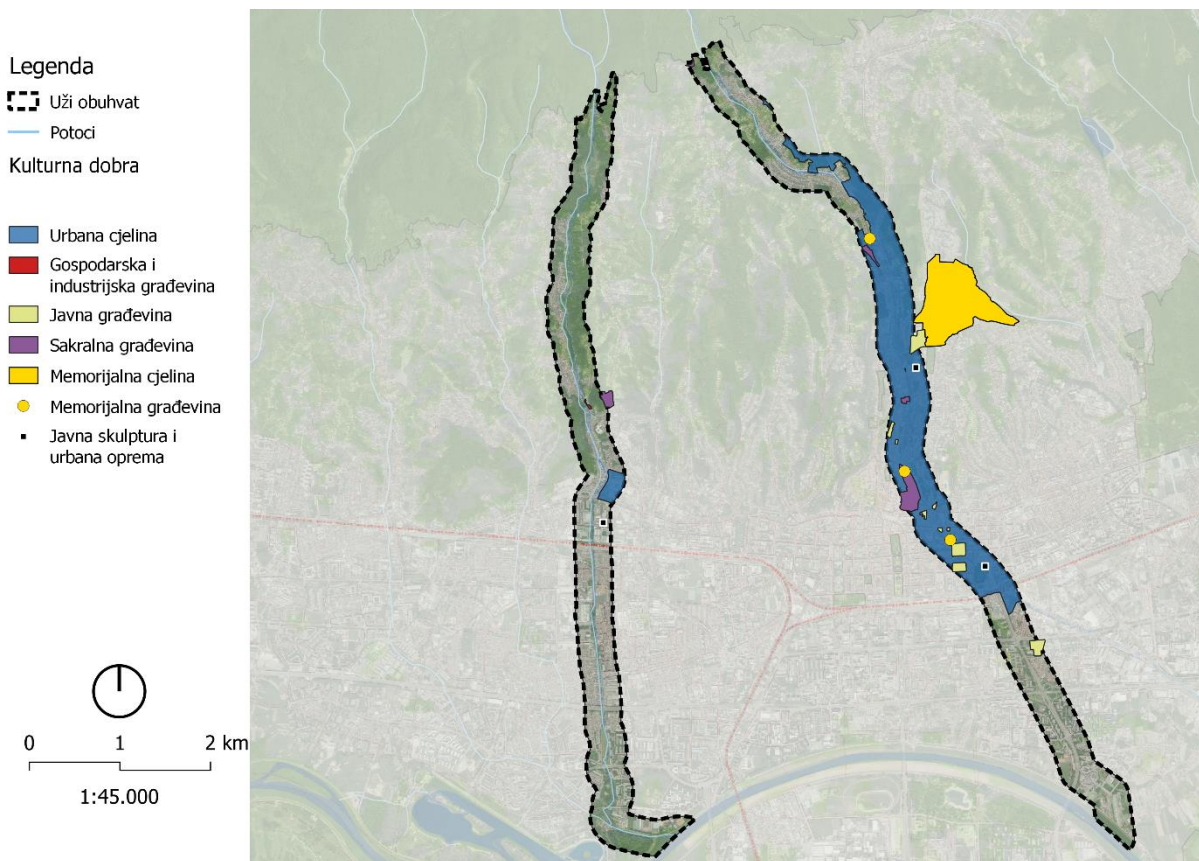 Legenda
Uži obuhvat
Potoci
Kulturna dobra
Urbana cjelina
Gospodarska i
industrijska građevina
Javna građevina
Sakralna građevina
Memorijalna cjelina
Memorijalna građevina
Javna skulptura i
urbana oprema
0 1 2 km
1:45.000